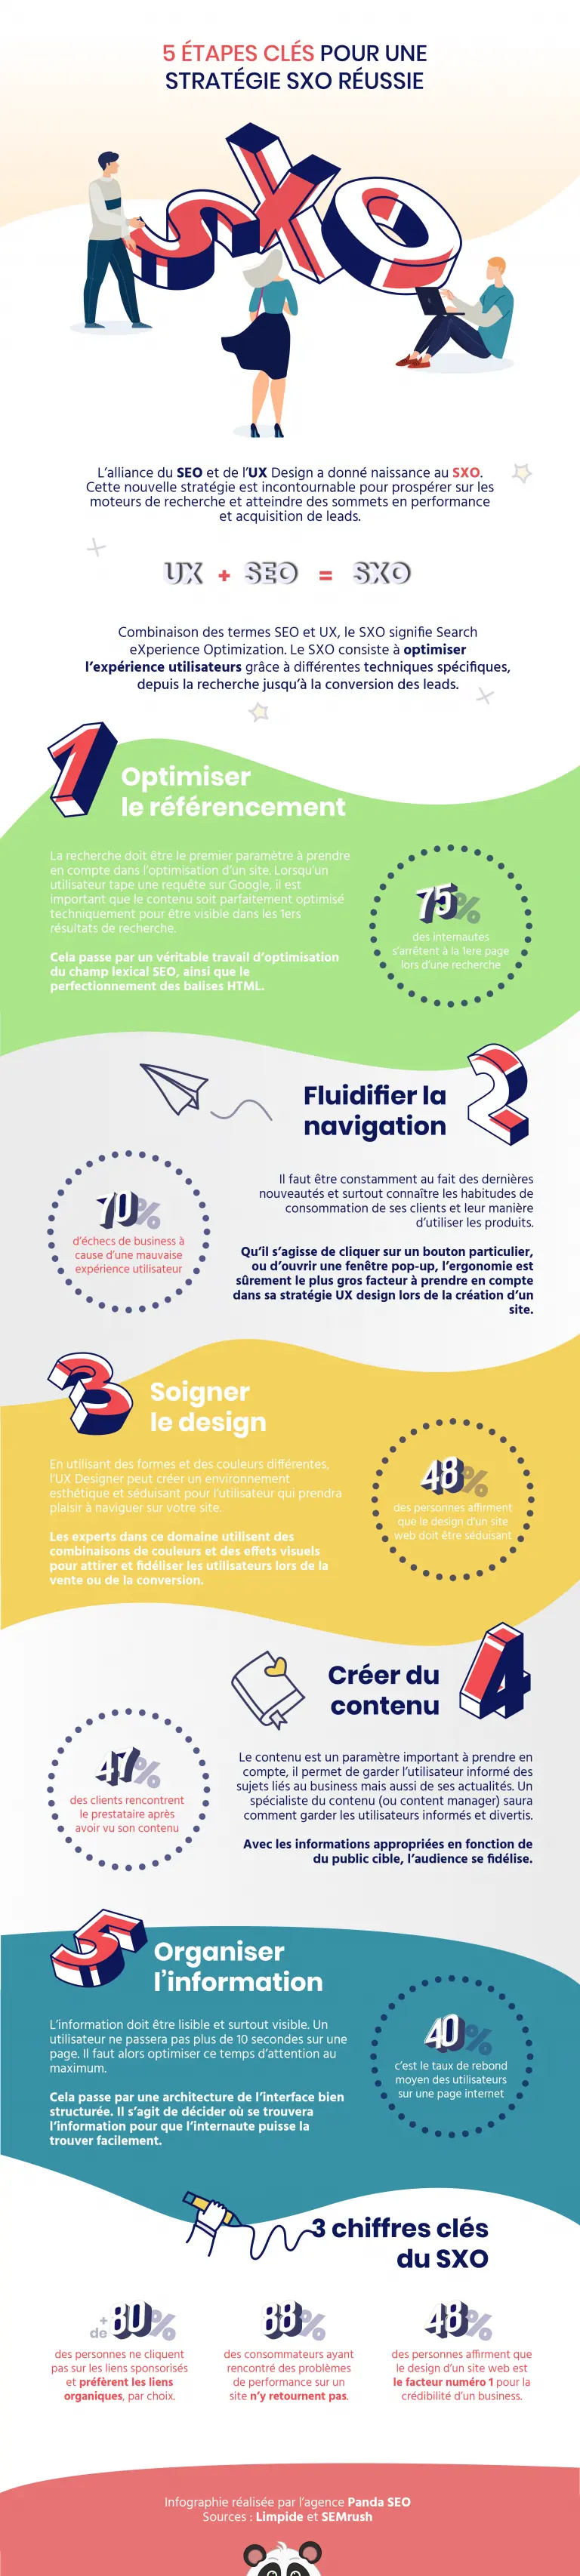 5 ÉTAPES CLÉS POUR UNE
STRATÉGIE SXO RÉUSSIE
SXO
L'alliance du SEO et de l'UX Design a donné naissance au SXO.
Cette nouvelle stratégie est incontournable pour prospérer sur les
moteurs de recherche et atteindre des sommets en performance
et acquisition de leads.
UX + SEO = SXO
Combinaison des termes SEO et UX, le SXO signifie Search
eXperience Optimization. Le SXO consiste à optimiser
l'expérience utilisateurs grâce à différentes techniques spécifiques,
depuis la recherche jusqu'à la conversion des leads.
1
Optimiser
le référencement
La recherche doit être le premier paramètre à prendre
en compte dans l'optimisation d'un site. Lorsqu'un
utilisateur tape une requête sur Google, il est
important que le contenu soit parfaitement optimisé
techniquement pour être visible dans les 1ers
résultats de recherche.
Cela passe par un véritable travail d'optimisation
du champ lexical SEO, ainsi que le
perfectionnement des balises HTML.
75%
des internautes
s'arrêtent à la 1ere page
lors d'une recherche
2
Fluidifier la
navigation
Il faut être constamment au fait des dernières
nouveautés et surtout connaître les habitudes de
consommation de ses clients et leur manière
d'utiliser les produits.
Qu'il s'agisse de cliquer sur un bouton particulier,
ou d'ouvrir une fenêtre pop-up, l'ergonomie est
sûrement le plus gros facteur à prendre en compte
dans sa stratégie UX design lors de la création d'un
site.
70%
d'échecs de business à
cause d'une mauvaise
expérience utilisateur
3
Soigner
le design
En utilisant des formes et des couleurs différentes,
l'UX Designer peut créer un environnement
esthétique et séduisant pour l'utilisateur qui prendra
plaisir à naviguer sur votre site.
Les experts dans ce domaine utilisent des
combinaisons de couleurs et des effets visuels
pour attirer et fidéliser les utilisateurs lors de la
vente ou de la conversion.
48%
des personnes affirment
que le design d'un site
web doit être séduisant
4
Créer du
contenu
Le contenu est un paramètre important à prendre en
compte, il permet de garder l'utilisateur informé des
sujets liés au business mais aussi de ses actualités. Un
spécialiste du contenu (ou content manager) saura
comment garder les utilisateurs informés et divertis.
Avec les informations appropriées en fonction de
du public cible, l'audience se fidélise.
47%
des clients rencontrent
le prestataire après
avoir vu son contenu
5
Organiser
l'information
L'information doit être lisible et surtout visible. Un
utilisateur ne passera pas plus de 10 secondes sur une
page. Il faut alors optimiser ce temps d'attention au
maximum.
Cela passe par une architecture de l'interface bien
structurée. Il s'agit de décider où se trouvera
l'information pour que l'internaute puisse la
trouver facilement.
40%
c'est le taux de rebond
moyen des utilisateurs
sur une page internet
3 chiffres clés
du SXO
+ de 80%
des personnes ne cliquent
pas sur les liens sponsorisés
et préfèrent les liens
organiques, par choix.
88%
des consommateurs ayant
rencontré des problèmes
de performance sur un
site n'y retournent pas.
48%
des personnes affirment que
le design d'un site web est
le facteur numéro 1 pour la
crédibilité d'un business.
Infographie réalisée par l'agence Panda SEO
Sources : Limpide et SEMrush